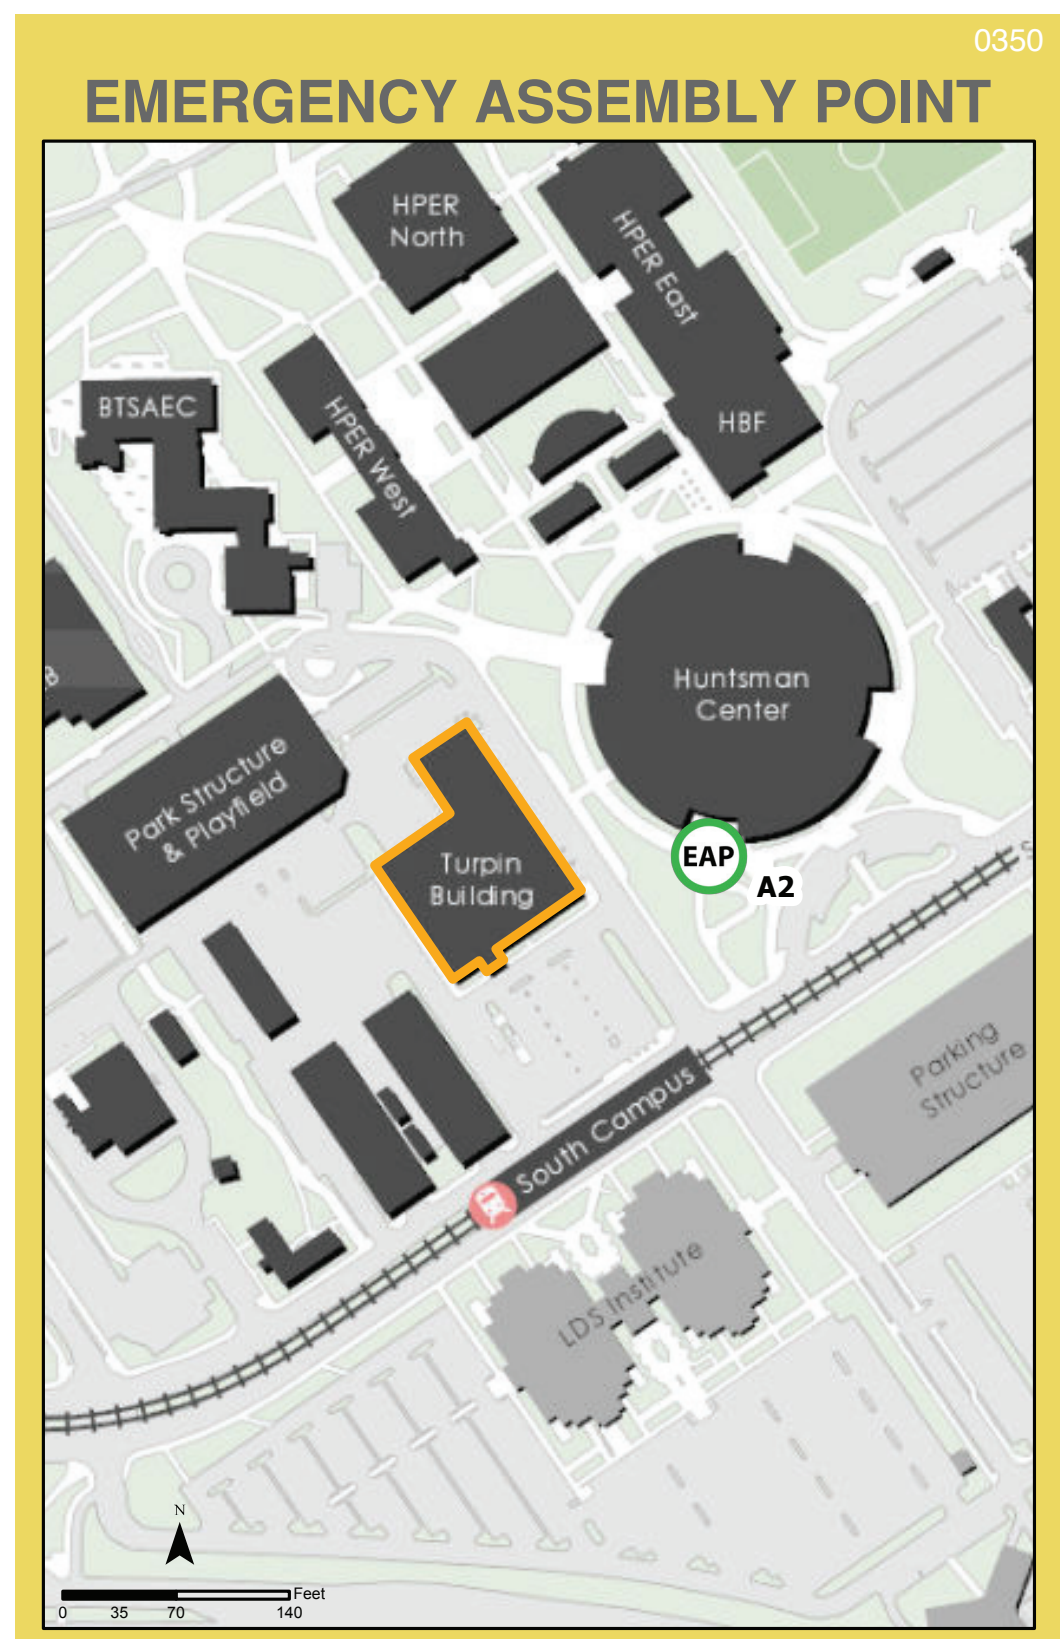 0350
EMERGENCY ASSEMBLY POINT
HPER
North
HPER East
BTSAEC
HPER West
HBF
B
Huntsman
Center
Park Structure
& Playfield
Turpin
Building
EAP
A2
S
Parking
Structure
South Campus
LDS Institute
N
Feet
0 35 70 140